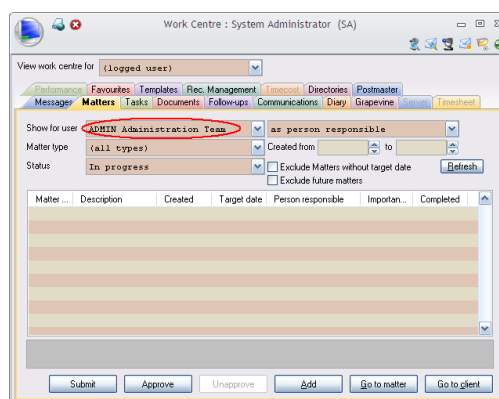 Work Centre : System Administrator (SA)
View work centre for (logged user)
Performance Favourites Templates Rec. Management Timecost Directories Postmaster
Messages Matters Tasks Documents Follow-ups Communications Diary Grapevine Server Timesheet
Show for user ADMIN Administration Team as person responsible
Matter type (all types) Created from to
Status In progress Exclude Matters without target date Refresh
Exclude future matters
Matter ... Description Created Target date Person responsible Importan... Completed
Submit Approve Unapprove Add Go to matter Go to client